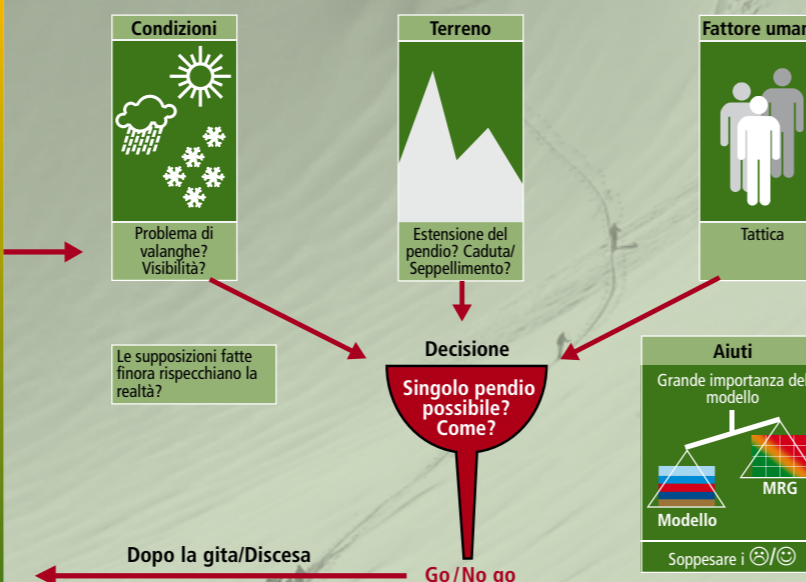 Condizioni
Problema di
valanghe?
Visibilità?
Terreno
Estensione del
pendio? Caduta/
Seppellimento?
Fattore uman
Tattica
Le supposizioni fatte
finora rispecchiano la
realtà?
Decisione
Singolo pendio
possibile?
Come?
Aiuti
Grande importanza del
modello
MRG
Modello
Soppesare i ☹/☺
Dopo la gita/Discesa
Go/No go